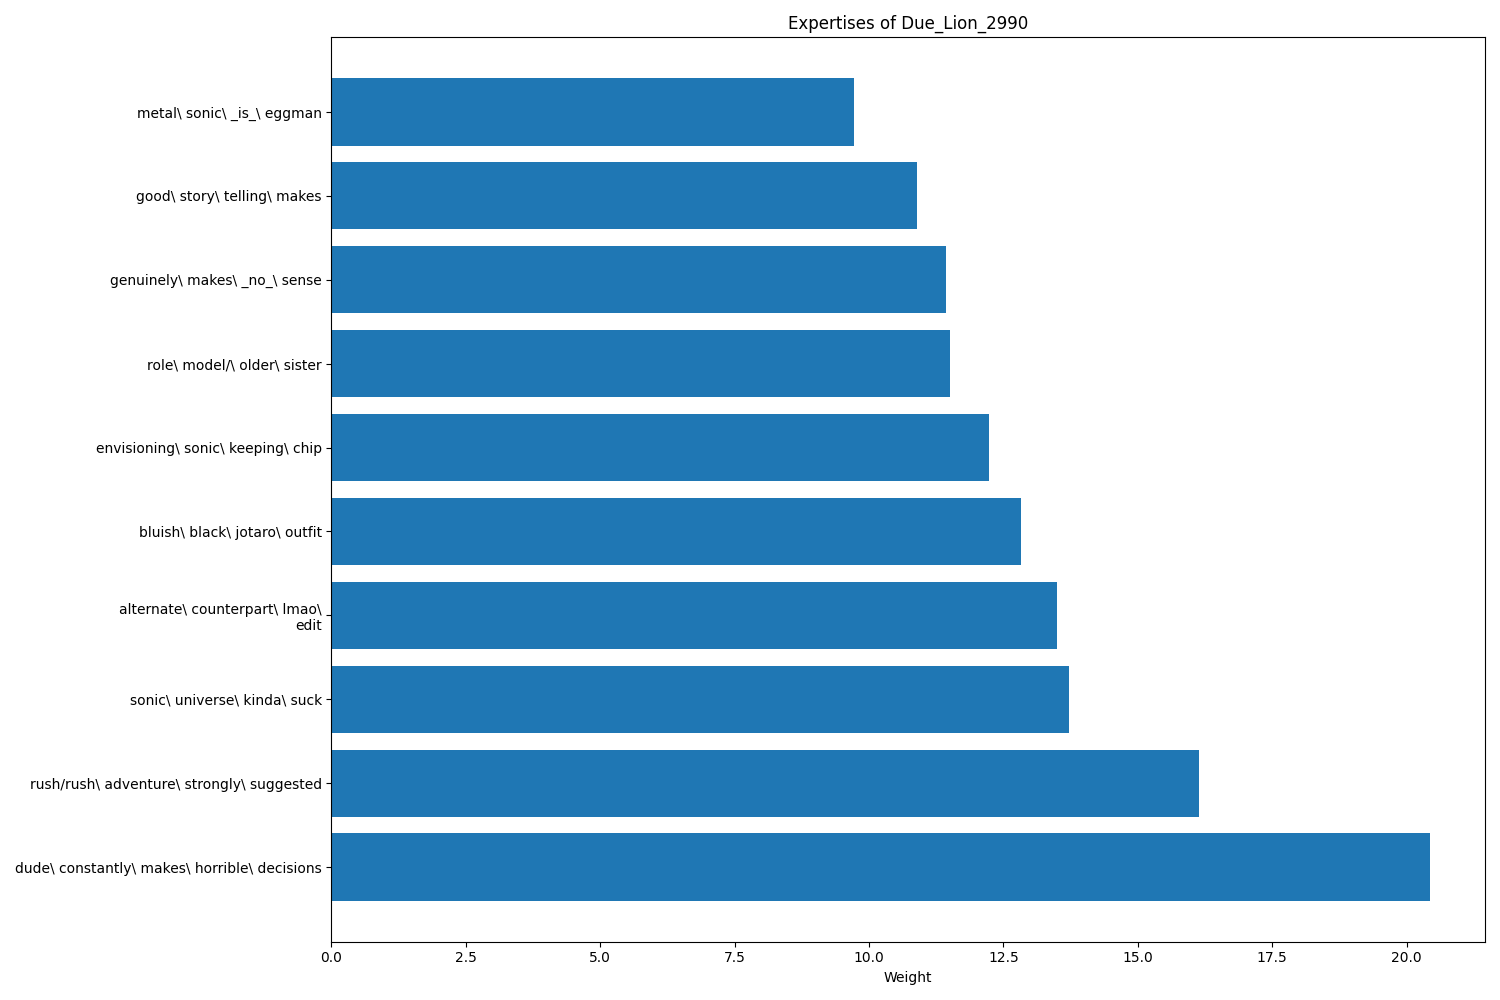 Expertises of Due_Lion_2990
metal\ sonic\ _is_\ eggman
good\ story\ telling\ makes
genuinely\ makes\ _no_\ sense
role\ model/\ older\ sister
envisioning\ sonic\ keeping\ chip
bluish\ black\ jotaro\ outfit
alternate\ counterpart\ lmao\
edit
sonic\ universe\ kinda\ suck
rush/rush\ adventure\ strongly\ suggested
dude\ constantly\ makes\ horrible\ decisions
0.0 2.5 5.0 7.5 10.0 12.5 15.0 17.5 20.0
Weight